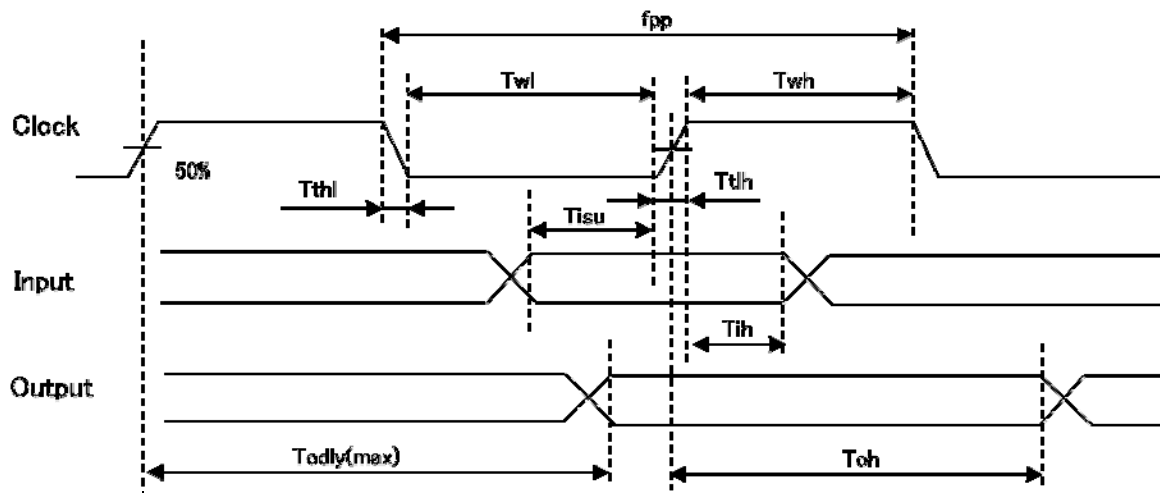 fpp
Twl
Twh
Clock
50%
Tthl
Ttlh
Tisu
Input
Tih
Output
Todly(max)
Toh